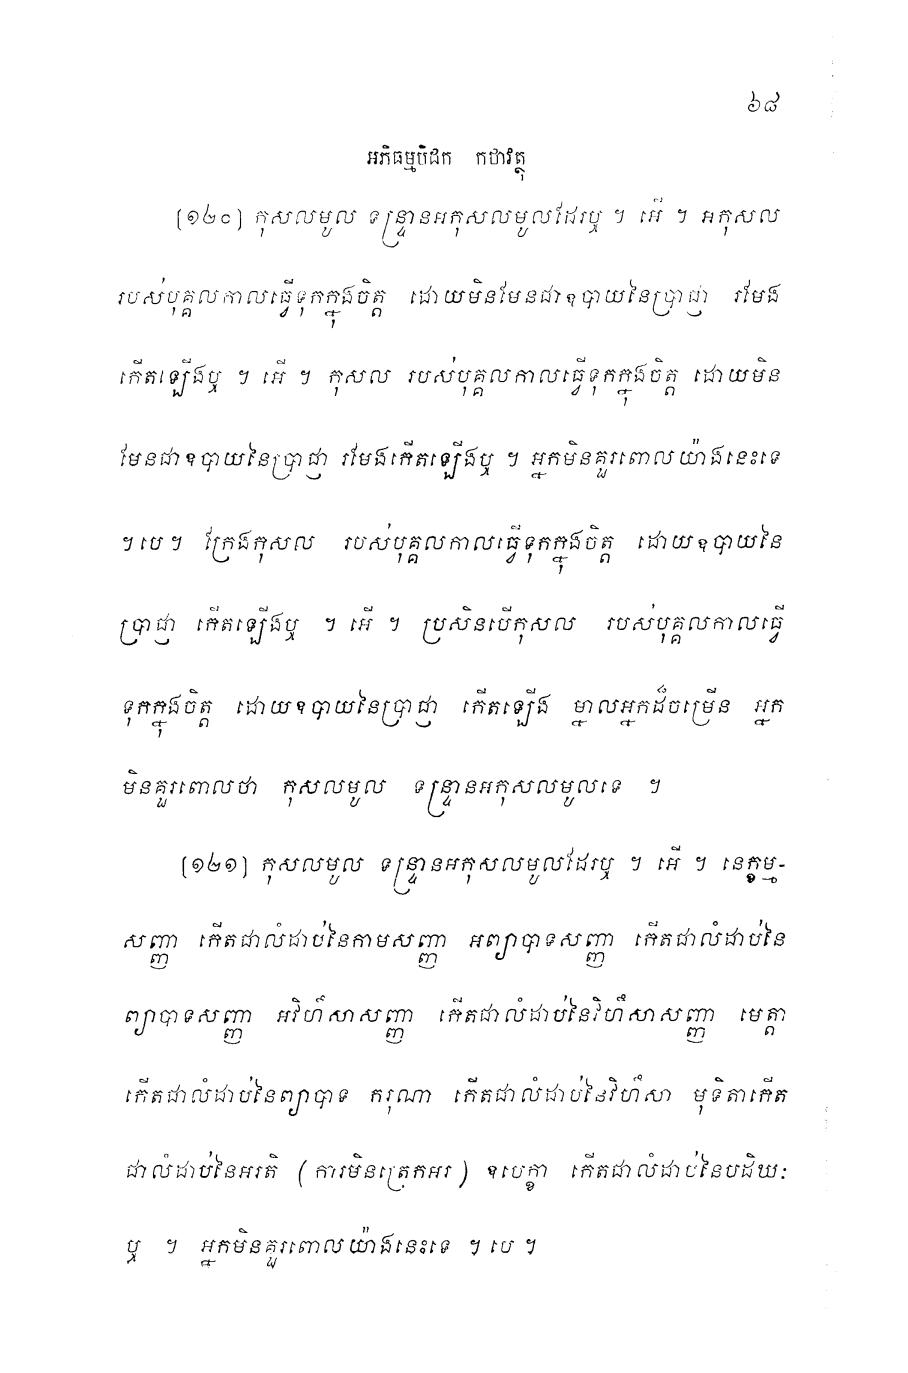 ៦៨
អភិធម្មបិដក កថាវត្ថុ
[១២០] កុសលមូល ទន្ទ្រានអកុសលមូលដែរឬ ។ អើ ។ អកុសល
របស់បុគ្គលកាលធ្វើទុកក្នុងចិត្ត ដោយមិនមែនជាឧបាយនៃប្រាជ្ញា រមែង
កើតឡើងឬ ។ អើ ។ កុសល របស់បុគ្គលកាលធ្វើទុកក្នុងចិត្ត ដោយមិន
មែនជាឧបាយនៃប្រាជ្ញា រមែងកើតឡើងឬ ។ អ្នកមិនគួរពោលយ៉ាងនេះទេ
។បេ។ ក្រែងកុសល របស់បុគ្គលកាលធ្វើទុកក្នុងចិត្ត ដោយឧបាយនៃ
ប្រាជ្ញា កើតឡើងឬ ។ អើ ។ ប្រសិនបើកុសល របស់បុគ្គលកាលធ្វើ
ទុកក្នុងចិត្ត ដោយឧបាយនៃប្រាជ្ញា កើតឡើង ម្នាលអ្នកដ៏ចម្រើន អ្នក
មិនគួរពោលថា កុសលមូល ទន្ទ្រានអកុសលមូលទេ ។
[១២១] កុសលមូល ទន្ទ្រានអកុសលមូលដែរឬ ។ អើ ។ នេក្ខម្ម-
សញ្ញា កើតជាលំដាប់នៃកាមសញ្ញា អព្យាបាទសញ្ញា កើតជាលំដាប់នៃ
ព្យាបាទសញ្ញា អវិហឹសាសញ្ញា កើតជាលំដាប់នៃវិហឹសាសញ្ញា មេត្តា
កើតជាលំដាប់នៃព្យាបាទ ករុណា កើតជាលំដាប់នៃវិហឹសា មុទិតាកើត
ជាលំដាប់នៃអរតិ (ការមិនត្រេកអរ) ឧបេក្ខា កើតជាលំដាប់នៃបដិឃៈ
ឬ ។ អ្នកមិនគួរពោលយ៉ាងនេះទេ ។ បេ ។